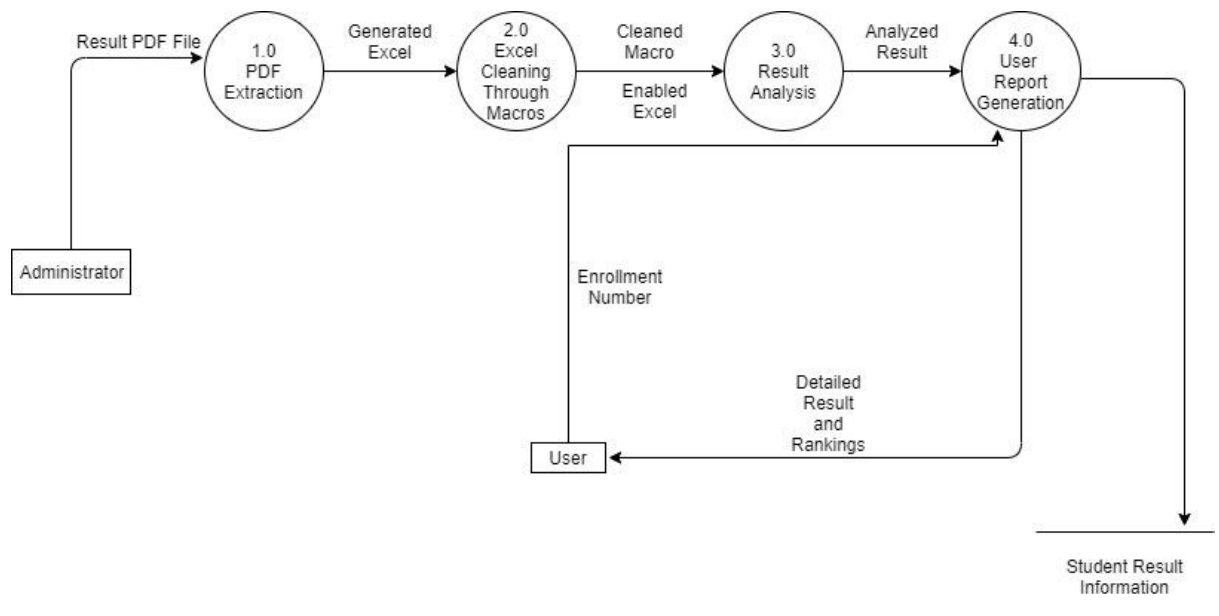 Result PDF File
1.0
PDF
Extraction
Generated
Excel
2.0
Excel
Cleaning
Through
Macros
Cleaned
Macro
Enabled
Excel
3.0
Result
Analysis
Analyzed
Result
4.0
User
Report
Generation
Administrator
Enrollment
Number
Detailed
Result
and
Rankings
User
Student Result
Information